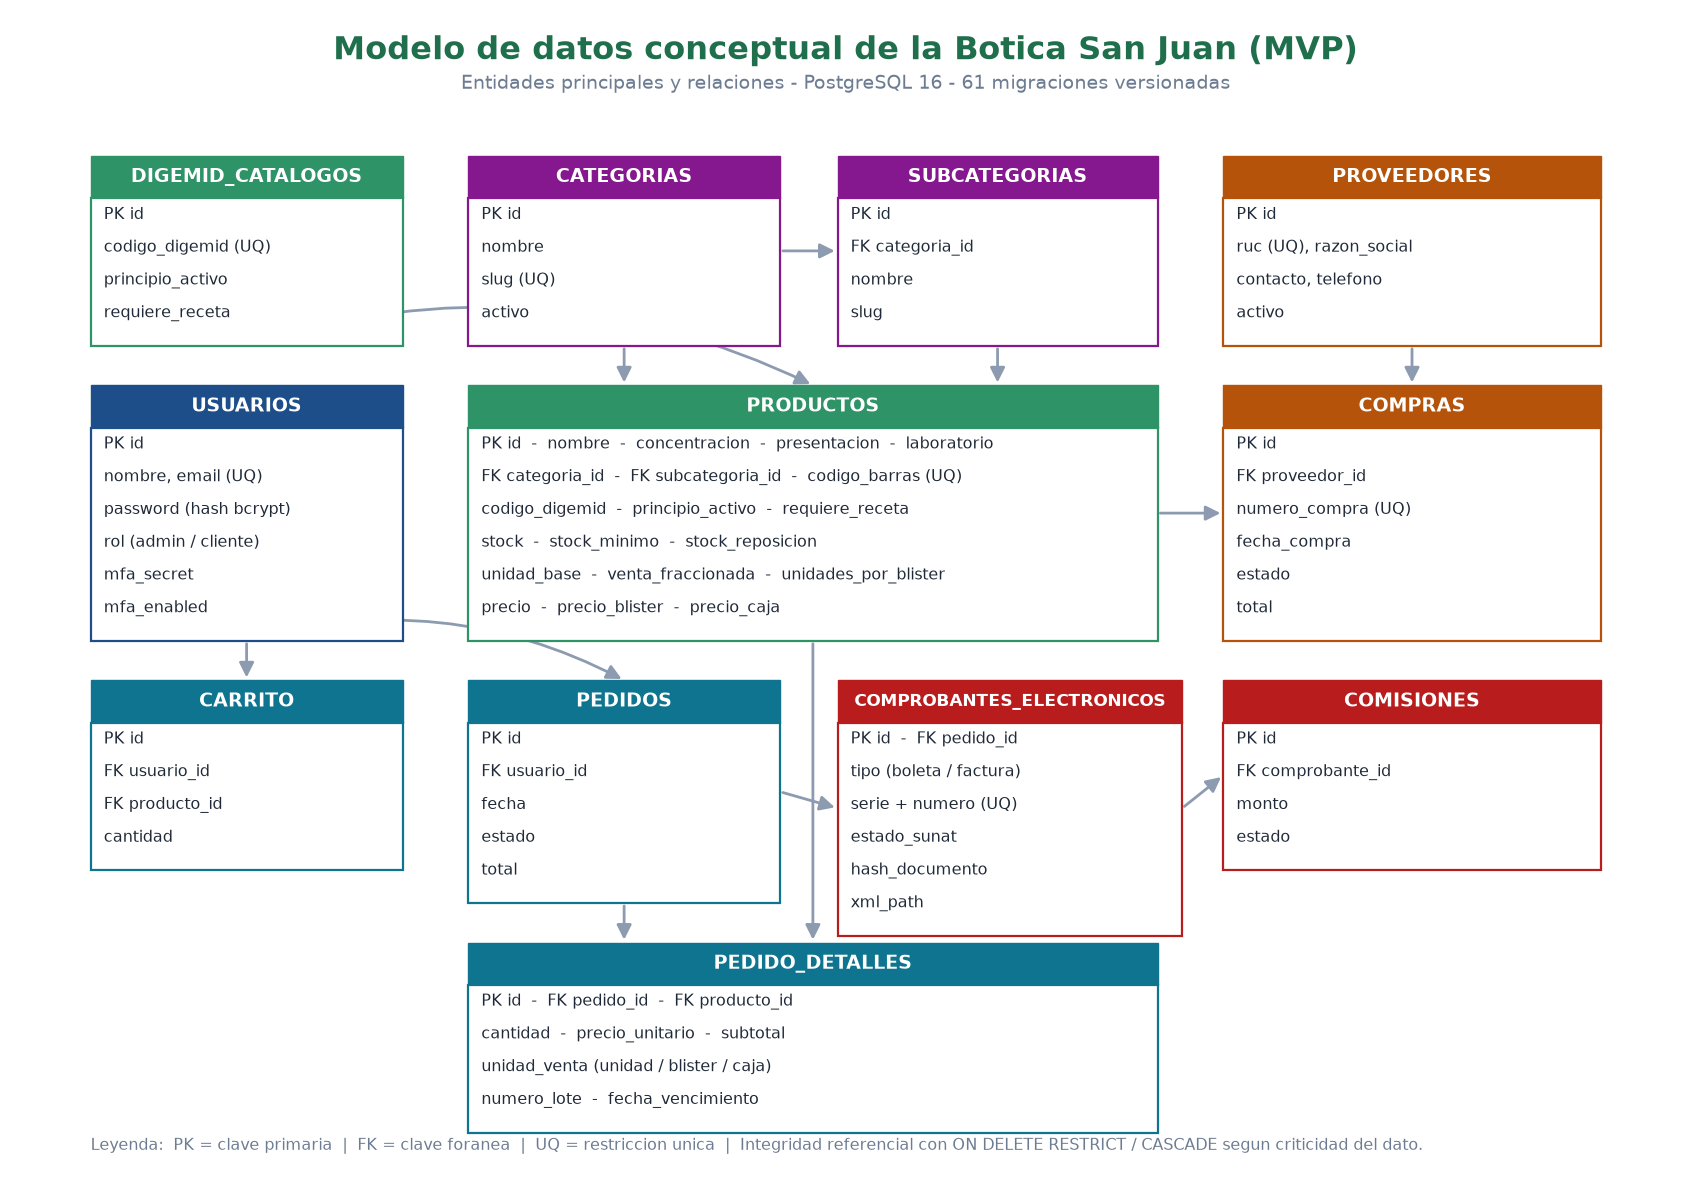 Modelo de datos conceptual de la Botica San Juan (MVP)
Entidades principales y relaciones - PostgreSQL 16 - 61 migraciones versionadas
DIGEMID_CATALOGOS
PK id
codigo_digemid (UQ)
principio_activo
requiere_receta
CATEGORIAS
PK id
nombre
slug (UQ)
activo
SUBCATEGORIAS
PK id
FK categoria_id
nombre
slug
PROVEEDORES
PK id
ruc (UQ), razon_social
contacto, telefono
activo
USUARIOS
PK id
nombre, email (UQ)
password (hash bcrypt)
rol (admin / cliente)
mfa_secret
mfa_enabled
PRODUCTOS
PK id - nombre - concentracion - presentacion - laboratorio
FK categoria_id - FK subcategoria_id - codigo_barras (UQ)
codigo_digemid - principio_activo - requiere_receta
stock - stock_minimo - stock_reposicion
unidad_base - venta_fraccionada - unidades_por_blister
precio - precio_blister - precio_caja
COMPRAS
PK id
FK proveedor_id
numero_compra (UQ)
fecha_compra
estado
total
CARRITO
PK id
FK usuario_id
FK producto_id
cantidad
PEDIDOS
PK id
FK usuario_id
fecha
estado
total
COMPROBANTES_ELECTRONICOS
PK id - FK pedido_id
tipo (boleta / factura)
serie + numero (UQ)
estado_sunat
hash_documento
xml_path
COMISIONES
PK id
FK comprobante_id
monto
estado
PEDIDO_DETALLES
PK id - FK pedido_id - FK producto_id
cantidad - precio_unitario - subtotal
unidad_venta (unidad / blister / caja)
numero_lote - fecha_vencimiento
Leyenda: PK = clave primaria | FK = clave foranea | UQ = restriccion unica | Integridad referencial con ON DELETE RESTRICT / CASCADE segun criticidad del dato.